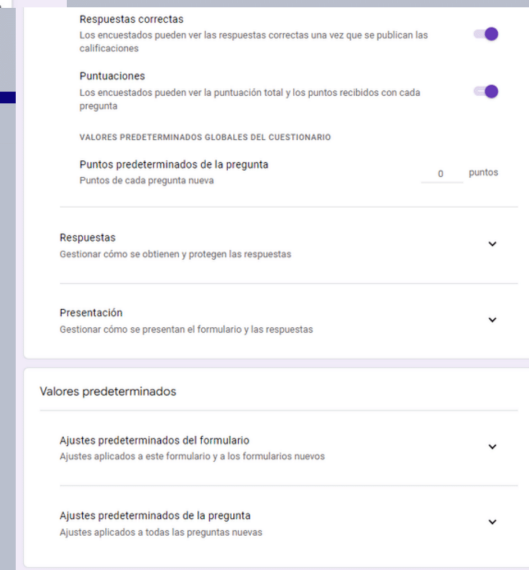 Respuestas correctas
Los encuestados pueden ver las respuestas correctas una vez que se publican las
calificaciones
Puntuaciones
Los encuestados pueden ver la puntuación total y los puntos recibidos con cada
pregunta
VALORES PREDETERMINADOS GLOBALES DEL CUESTIONARIO
Puntos predeterminados de la pregunta
Puntos de cada pregunta nueva
0 puntos
Respuestas
Gestionar cómo se obtienen y protegen las respuestas
Presentación
Gestionar cómo se presentan el formulario y las respuestas
Valores predeterminados
Ajustes predeterminados del formulario
Ajustes aplicados a este formulario y a los formularios nuevos
Ajustes predeterminados de la pregunta
Ajustes aplicados a todas las preguntas nuevas